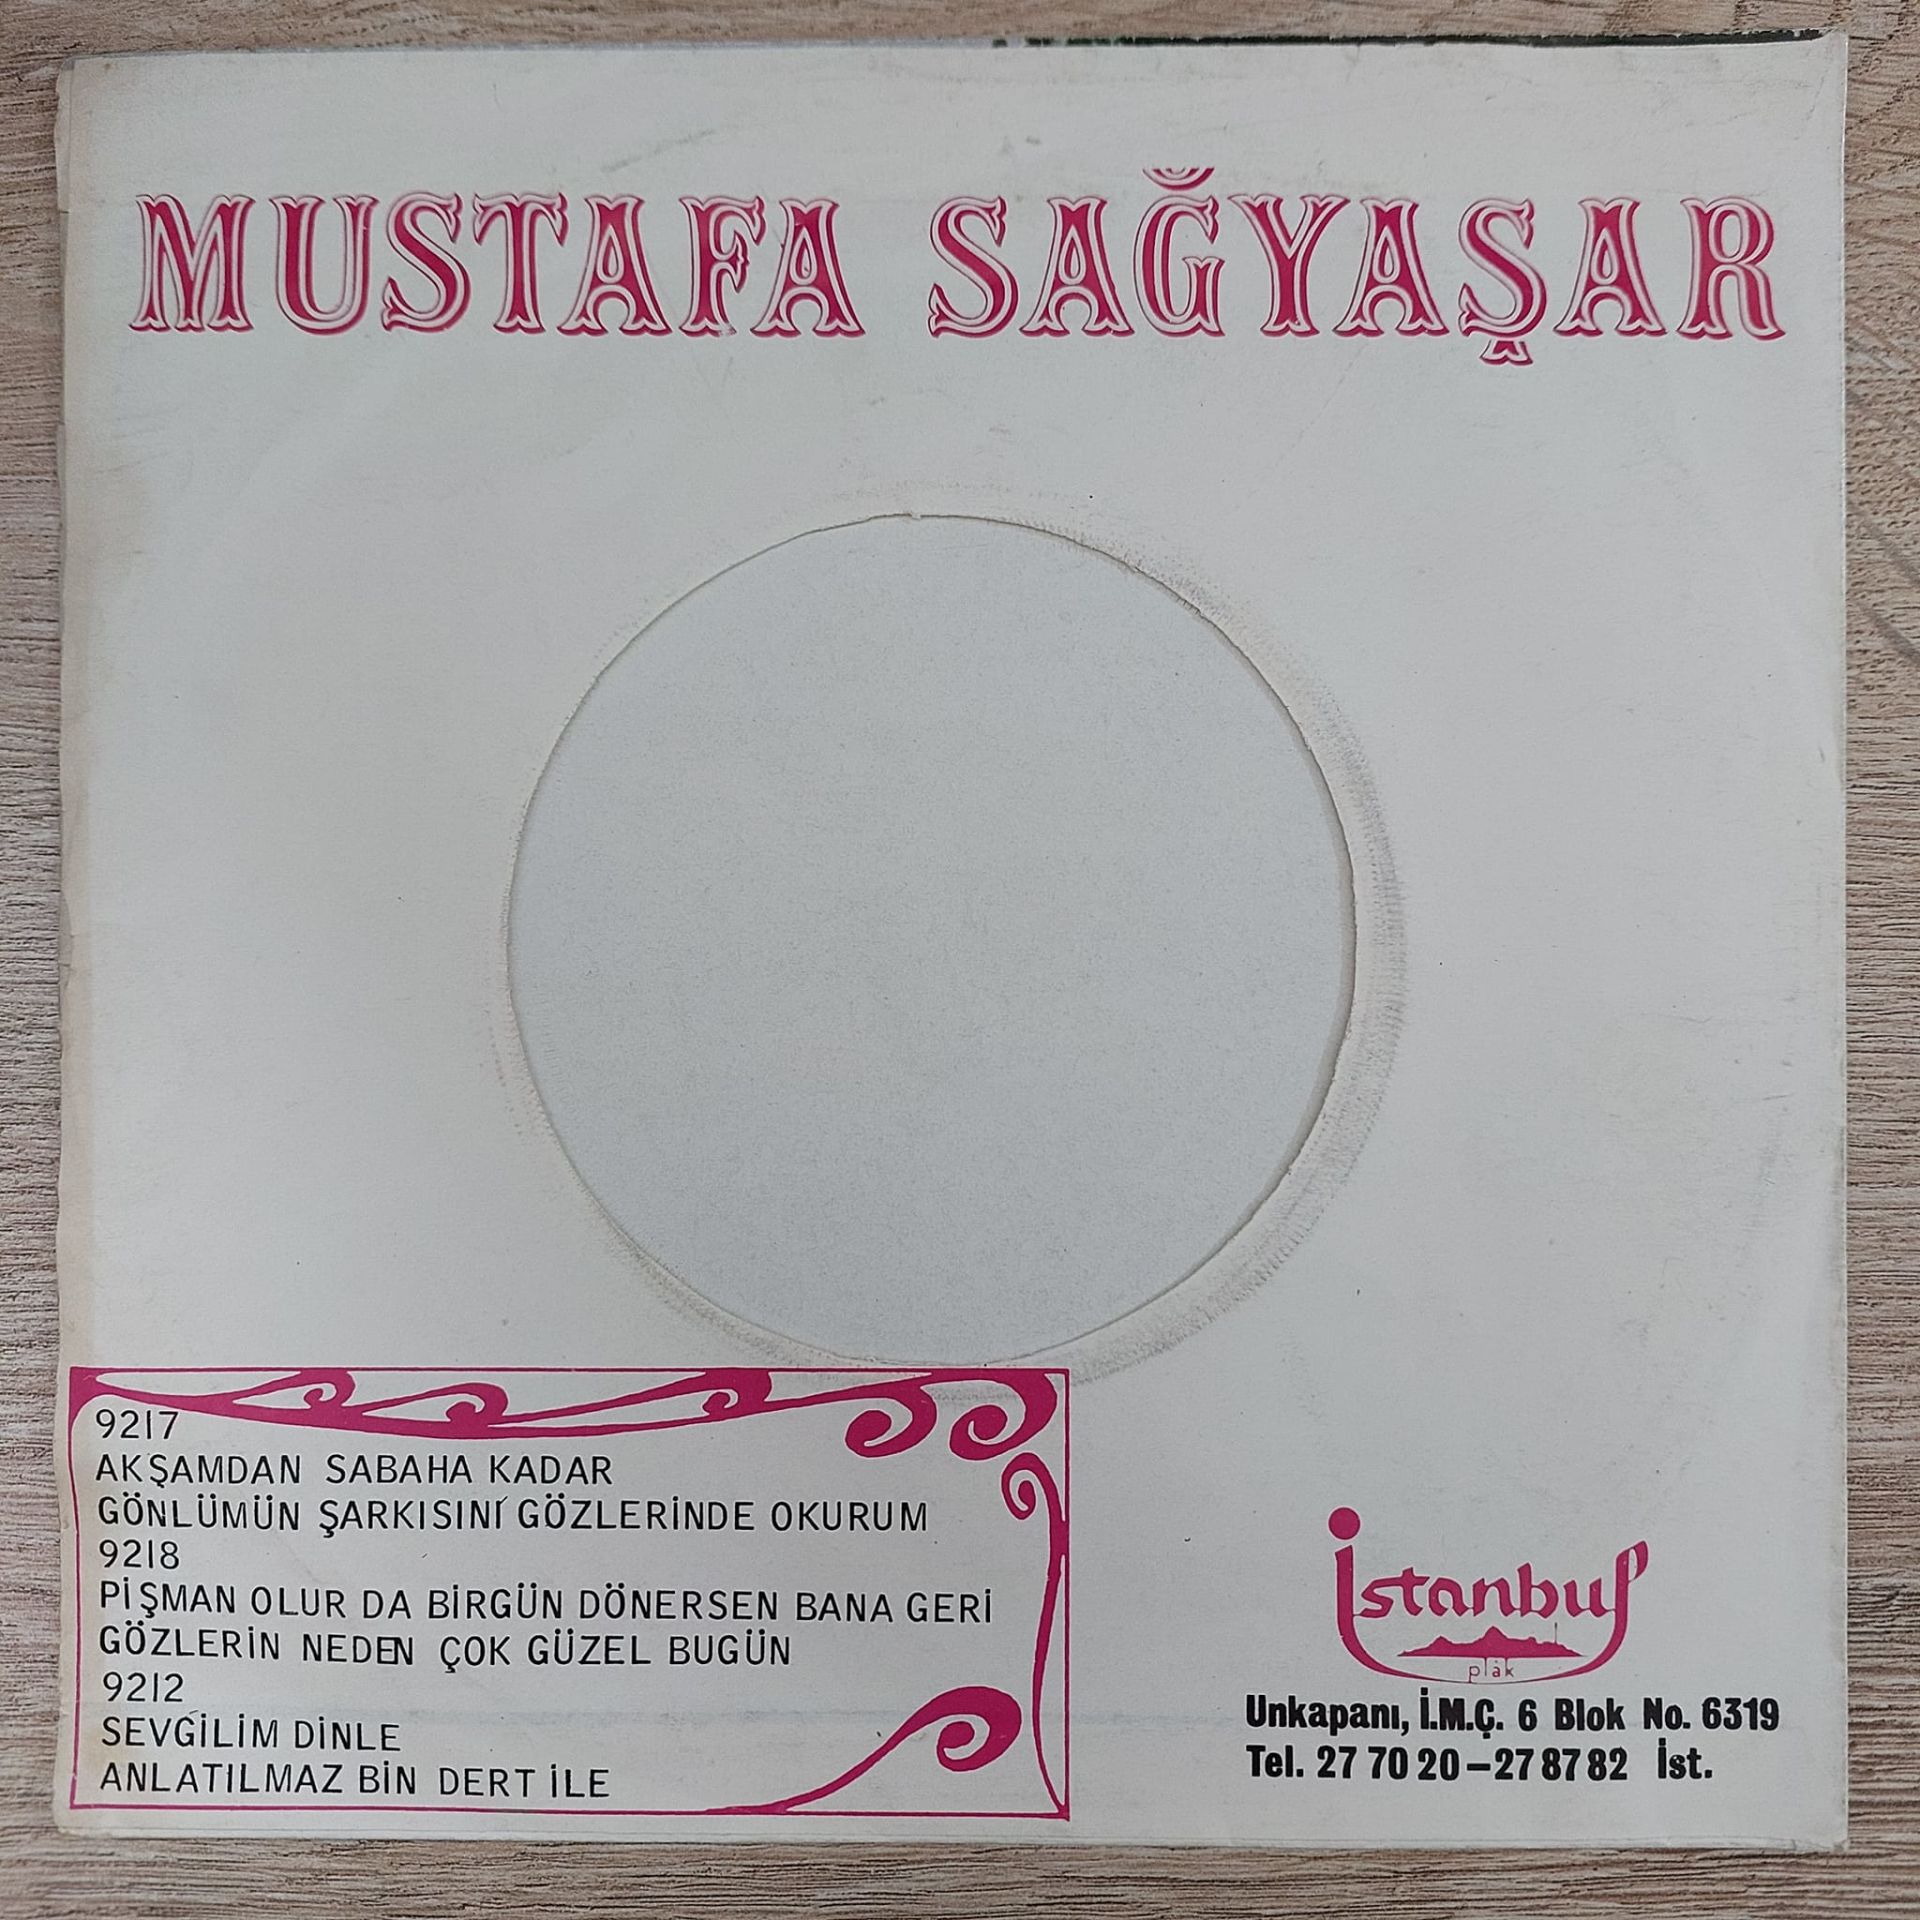 MUSTAFA SAĞYAŞAR
9217
AKŞAMDAN SABAHA KADAR
GÖNLÜMÜN ŞARKISINI GÖZLERİNDE OKURUM
9218
PİŞMAN OLUR DA BİRGÜN DÖNERSEN BANA GERİ
GÖZLERİN NEDEN ÇOK GÜZEL BUGÜN
9212
SEVGİLİM DİNLE
ANLATILMAZ BİN DERT İLE
İstanbul
plâk
Unkapanı, İ.M.Ç. 6 Blok No. 6319
Tel. 27 70 20–27 87 82 İst.